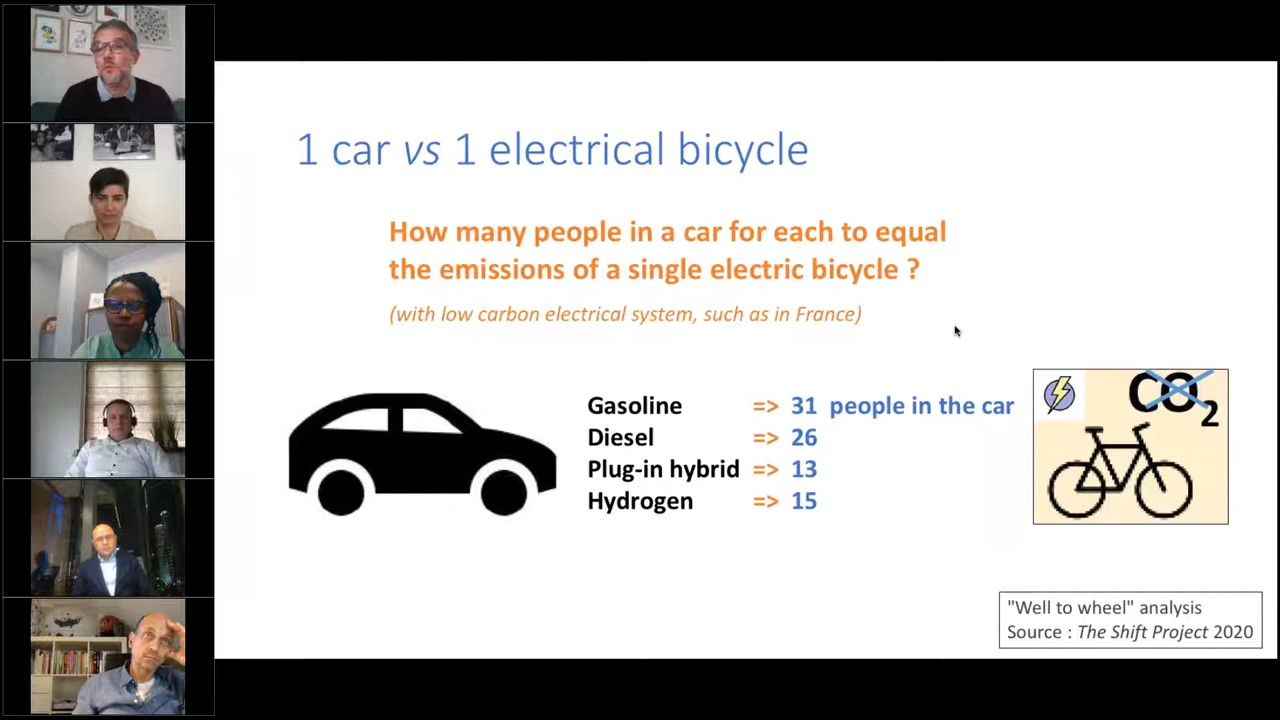 1 car vs 1 electrical bicycle
How many people in a car for each to equal
the emissions of a single electric bicycle ?
(with low carbon electrical system, such as in France)
Gasoline => 31 people in the car
Diesel => 26
Plug-in hybrid => 13
Hydrogen => 15
CO2
"Well to wheel" analysis
Source : The Shift Project 2020